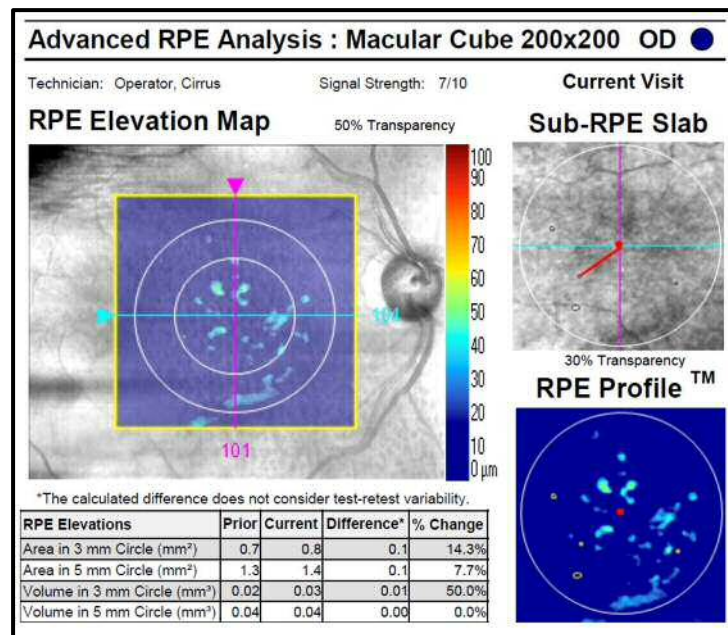 Advanced RPE Analysis : Macular Cube 200x200 OD
Technician: Operator, Cirrus Signal Strength: 7/10 Current Visit
RPE Elevation Map 50% Transparency Sub-RPE Slab
100
90
80
70
60
50
40
30
20
10
0 µm
104
101
30% Transparency
RPE Profile TM
*The calculated difference does not consider test-retest variability.
RPE Elevations Prior Current Difference* % Change
Area in 3 mm Circle (mm²) 0.7 0.8 0.1 14.3%
Area in 5 mm Circle (mm²) 1.3 1.4 0.1 7.7%
Volume in 3 mm Circle (mm³) 0.02 0.03 0.01 50.0%
Volume in 5 mm Circle (mm³) 0.04 0.04 0.00 0.0%